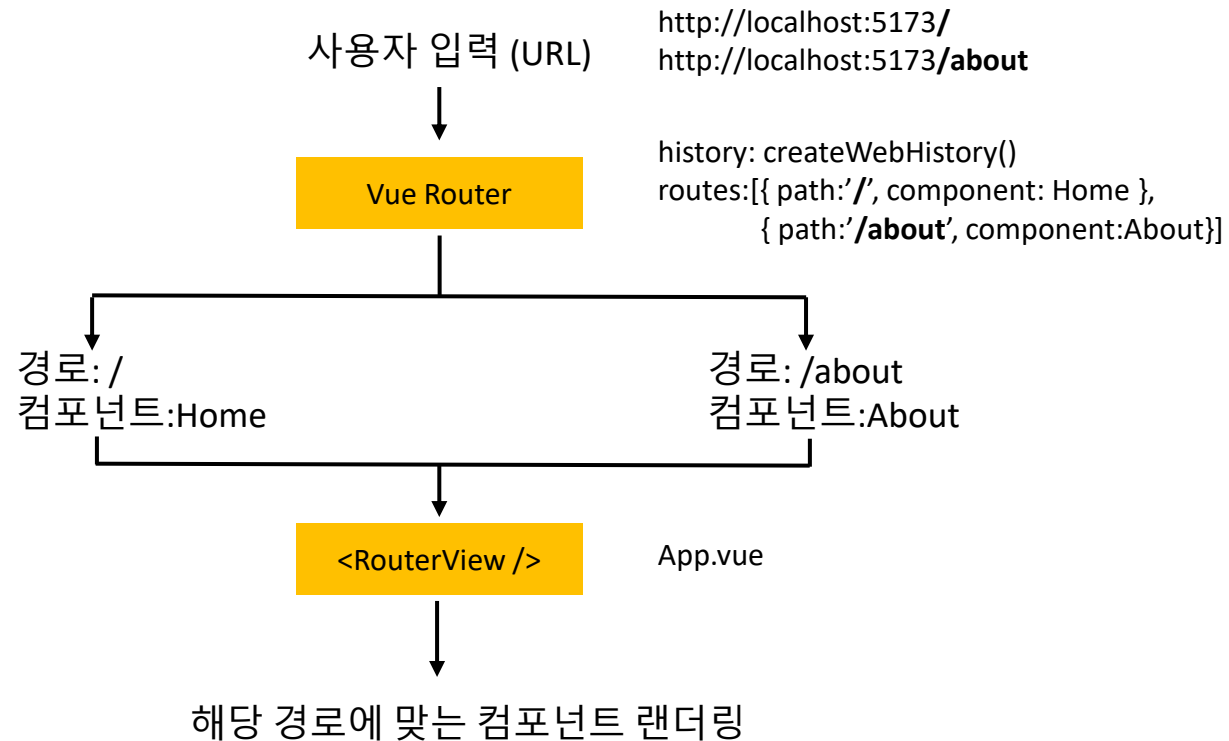 사용자 입력 (URL)
http://localhost:5173/
http://localhost:5173/about
Vue Router
history: createWebHistory()
routes:[{ path:’/’, component: Home },
{ path:’/about’, component:About}]
경로: /
컴포넌트:Home
경로: /about
컴포넌트:About
<RouterView />
App.vue
해당 경로에 맞는 컴포넌트 랜더링